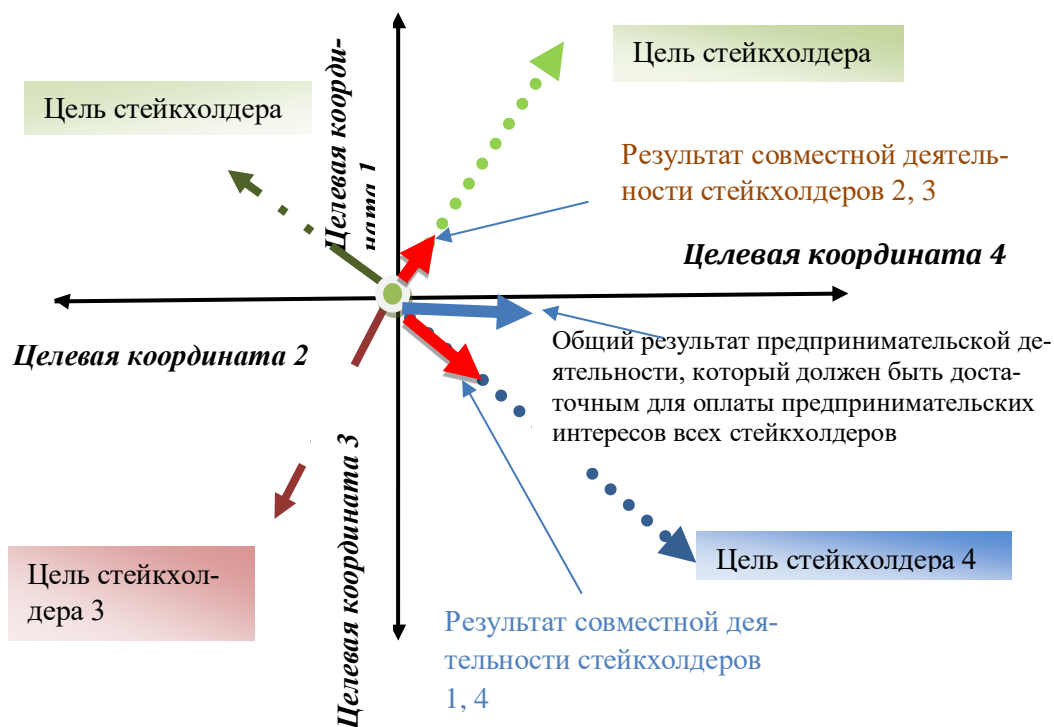 Цель стейкхолдера
Цель стейкхолдера
Целевая коорди-
ната 1
Результат совместной деятель-
ности стейкхолдеров 2, 3
Целевая координата 4
Целевая координата 2
Общий результат предпринимательской де-
ятельности, который должен быть доста-
точным для оплаты предпринимательских
интересов всех стейкхолдеров
Целевая координата 3
Цель стейкхол-
дера 3
Цель стейкхолдера 4
Результат совместной дея-
тельности стейкхолдеров
1, 4